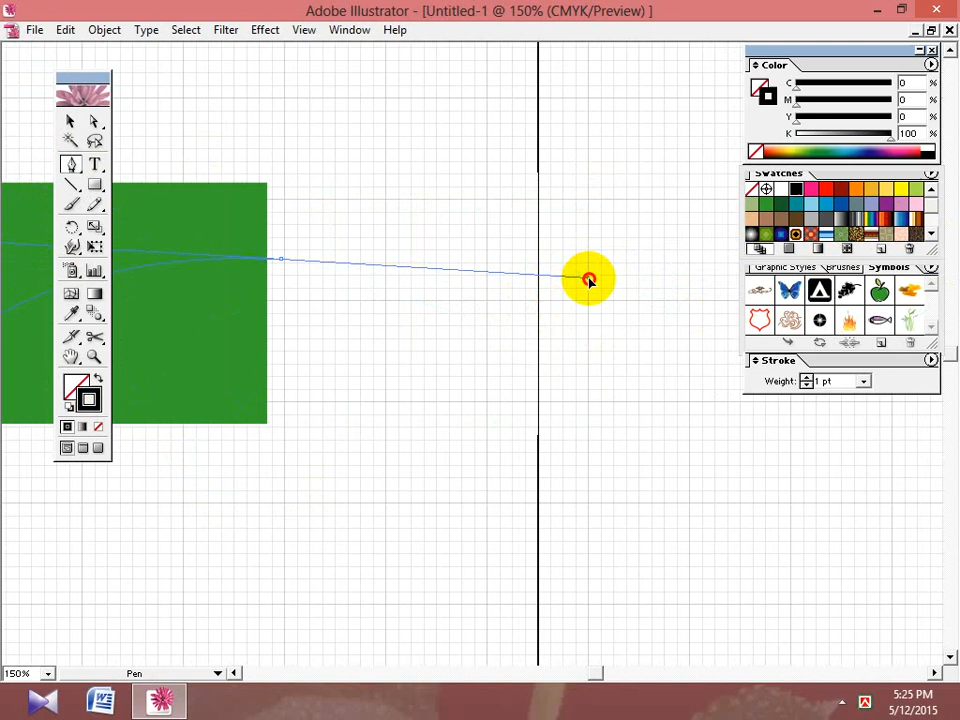 Adobe Illustrator - [Untitled-1 @ 150% (CMYK/Preview) ]
File Edit Object Type Select Filter Effect View Window Help
Color
C 0 %
M 0 %
Y 0 %
K 100 %
Swatches
Graphic Styles Brushes Symbols
Stroke
Weight: 1 pt
T
150% Pen
5:25 PM
5/12/2015